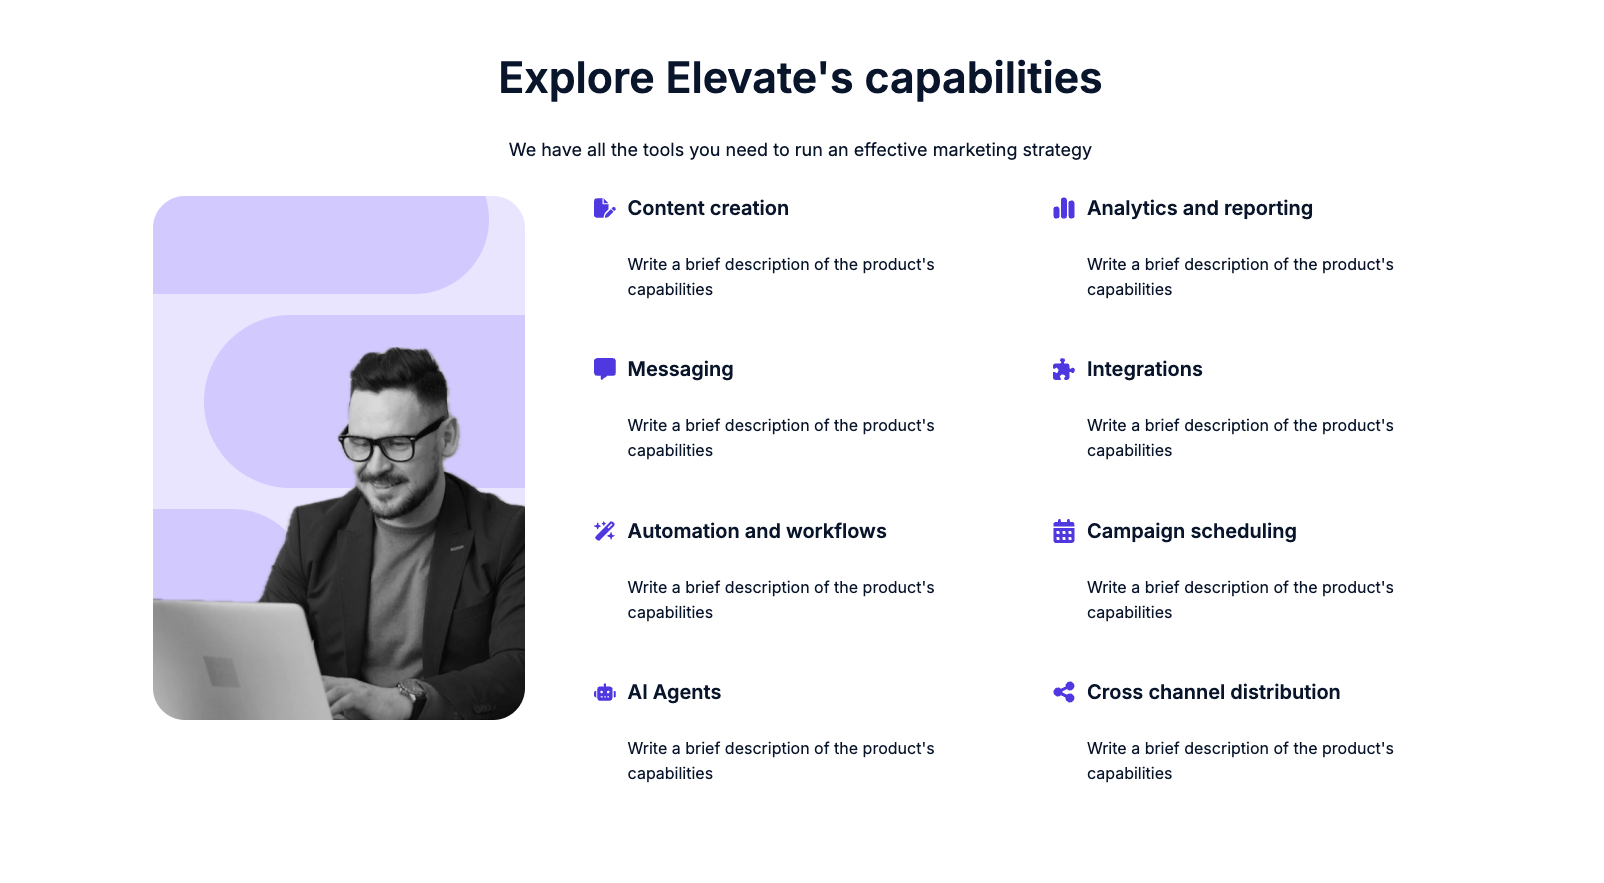 Explore Elevate's capabilities
We have all the tools you need to run an effective marketing strategy
Content creation
Write a brief description of the product's
capabilities
Analytics and reporting
Write a brief description of the product's
capabilities
Messaging
Write a brief description of the product's
capabilities
Integrations
Write a brief description of the product's
capabilities
Automation and workflows
Write a brief description of the product's
capabilities
Campaign scheduling
Write a brief description of the product's
capabilities
AI Agents
Write a brief description of the product's
capabilities
Cross channel distribution
Write a brief description of the product's
capabilities